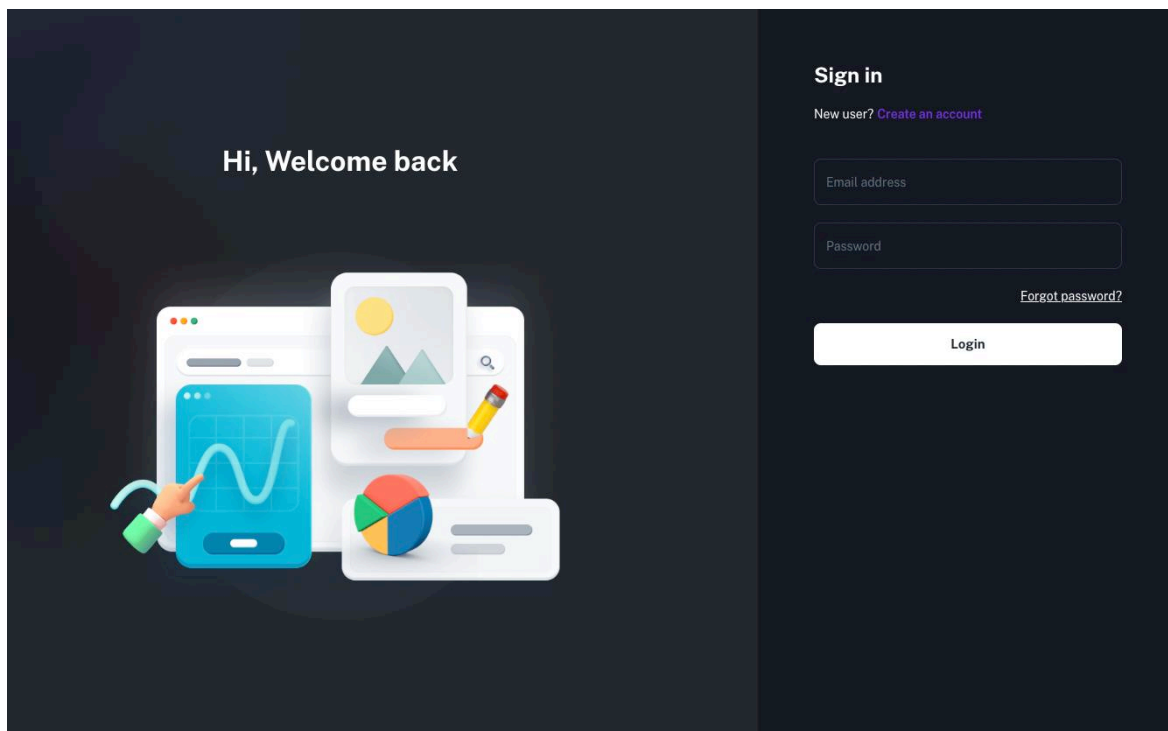 Hi, Welcome back
Sign in
New user? Create an account
Email address
Password
Forgot password?
Login